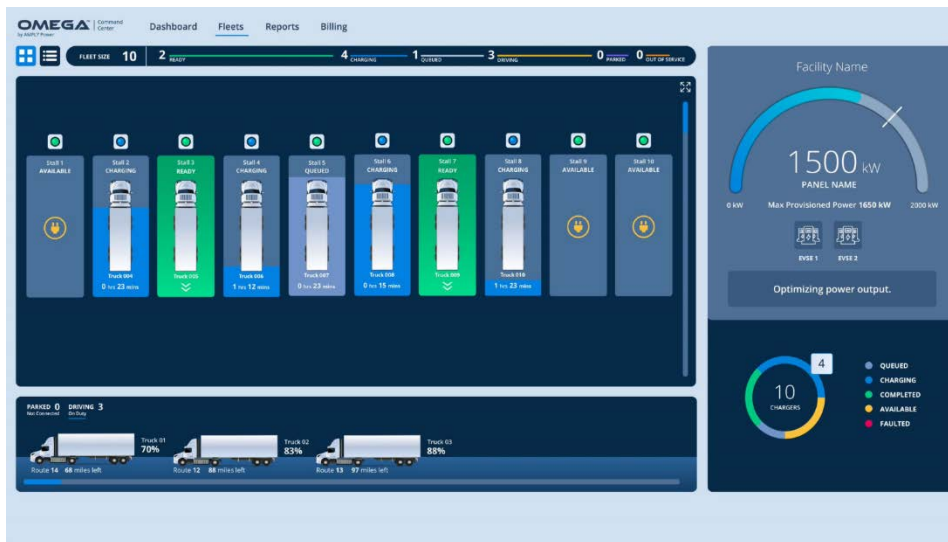 OMEGA Command Center
by AMPLY Power
Dashboard Fleets Reports Billing
FLEET SIZE 10
2 READY
4 CHARGING
1 QUEUED
3 DRIVING
0 PARKED
0 OUT OF SERVICE
Stall 1
AVAILABLE
Stall 2
CHARGING
Truck 004
0 hrs 23 mins
Stall 3
READY
Truck 005
Stall 4
CHARGING
Truck 006
1 hrs 12 mins
Stall 5
QUEUED
Truck 007
0 hrs 23 mins
Stall 6
CHARGING
Truck 008
0 hrs 15 mins
Stall 7
READY
Truck 009
Stall 8
CHARGING
Truck 010
1 hrs 23 mins
Stall 9
AVAILABLE
Stall 10
AVAILABLE
PARKED 0
Not Connected
DRIVING 3
On Duty
Truck 01
70%
Route 14 68 miles left
Truck 02
83%
Route 12 88 miles left
Truck 03
88%
Route 13 97 miles left
Facility Name
1500 kW
PANEL NAME
0 kW
Max Provisioned Power 1650 kW
2000 kW
EVSE 1
EVSE 2
Optimizing power output.
4
10
CHARGERS
QUEUED
CHARGING
COMPLETED
AVAILABLE
FAULTED